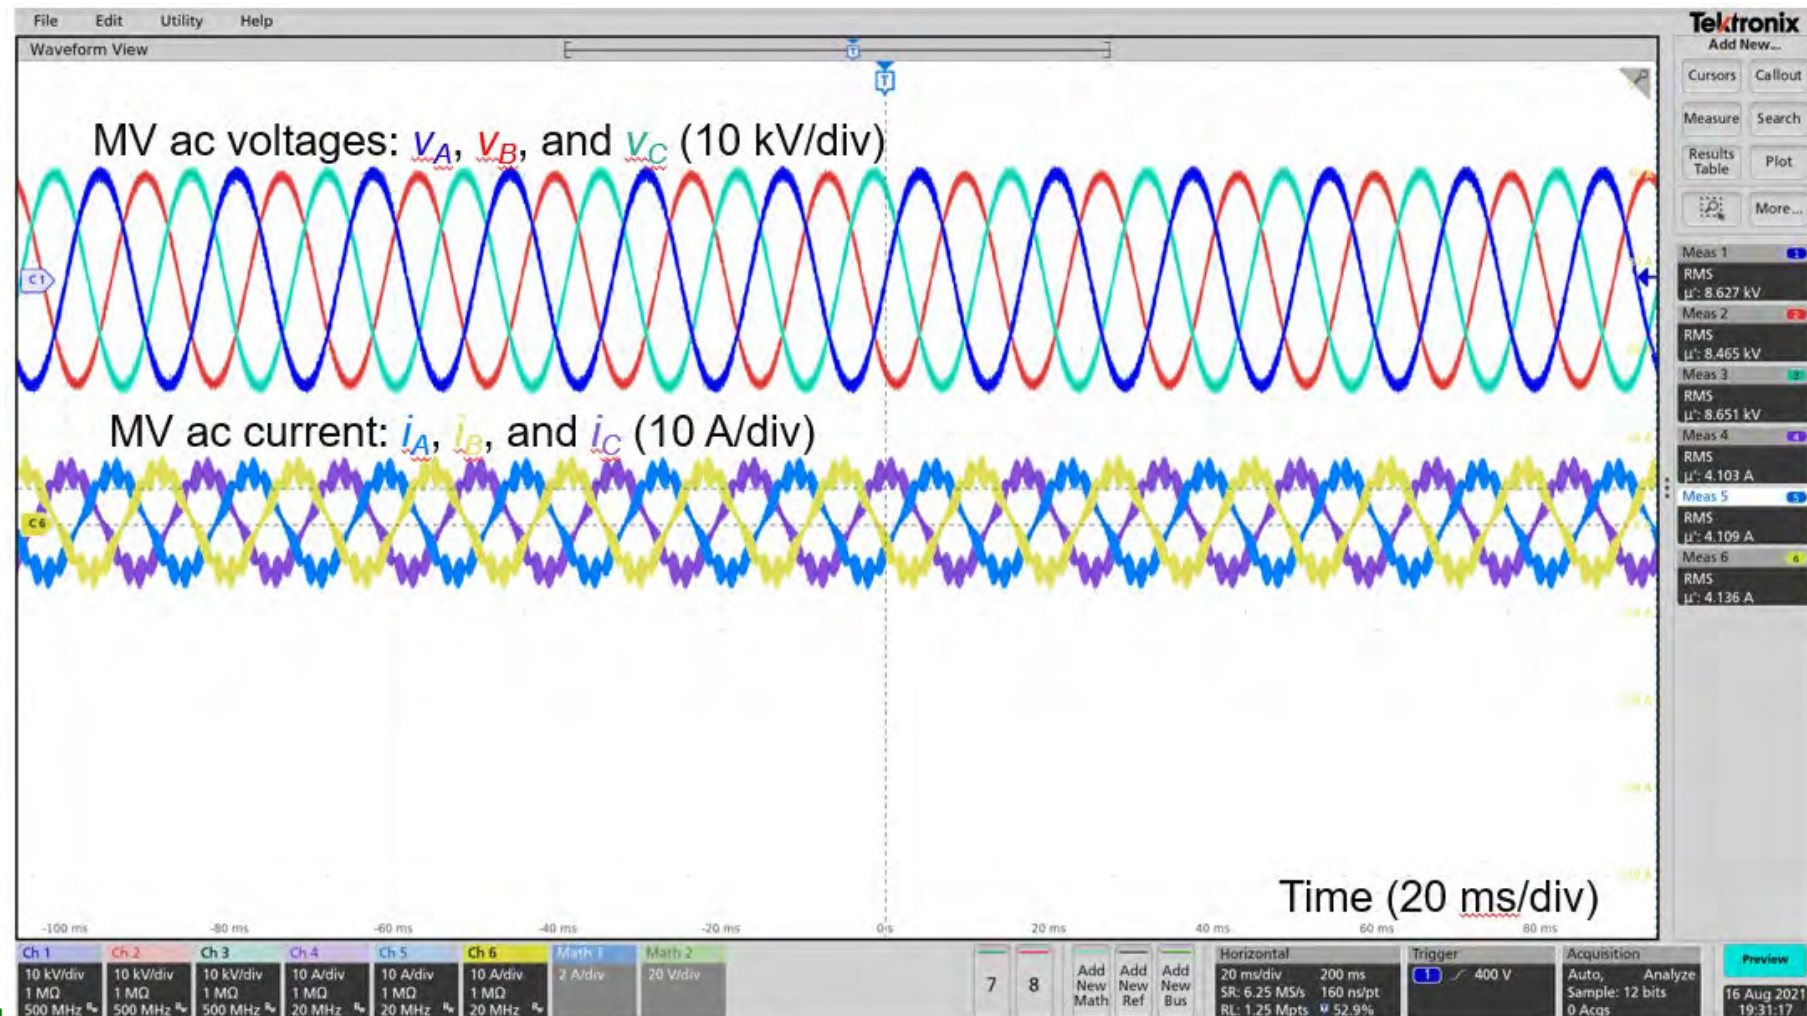 File Edit Utility Help
Tektronix
Waveform View
Add New...
Cursors Callout
Measure Search
Results Table Plot
More...
T
T
MV ac voltages: vA, vB, and vC (10 kV/div)
C1
MV ac current: iA, iB, and iC (10 A/div)
C6
Meas 1 1
RMS
µ': 8.627 kV
Meas 2 2
RMS
µ': 8.465 kV
Meas 3 3
RMS
µ': 8.651 kV
Meas 4 4
RMS
µ': 4.103 A
Meas 5 5
RMS
µ': 4.109 A
Meas 6 6
RMS
µ': 4.136 A
Time (20 ms/div)
-100 ms -80 ms -60 ms -40 ms -20 ms 0 s 20 ms 40 ms 60 ms 80 ms
Ch 1
10 kV/div
1 MΩ
500 MHz
Ch 2
10 kV/div
1 MΩ
500 MHz
Ch 3
10 kV/div
1 MΩ
500 MHz
Ch 4
10 A/div
1 MΩ
20 MHz
Ch 5
10 A/div
1 MΩ
20 MHz
Ch 6
10 A/div
1 MΩ
20 MHz
Math 1
2 A/div
Math 2
20 V/div
7 8
Add New Math
Add New Ref
Add New Bus
Horizontal
20 ms/div 200 ms
SR: 6.25 MS/s 160 ns/pt
RL: 1.25 Mpts 52.9%
Trigger
1 400 V
Acquisition
Auto, Analyze
Sample: 12 bits
0 Acqs
Preview
16 Aug 2021
19:31:17